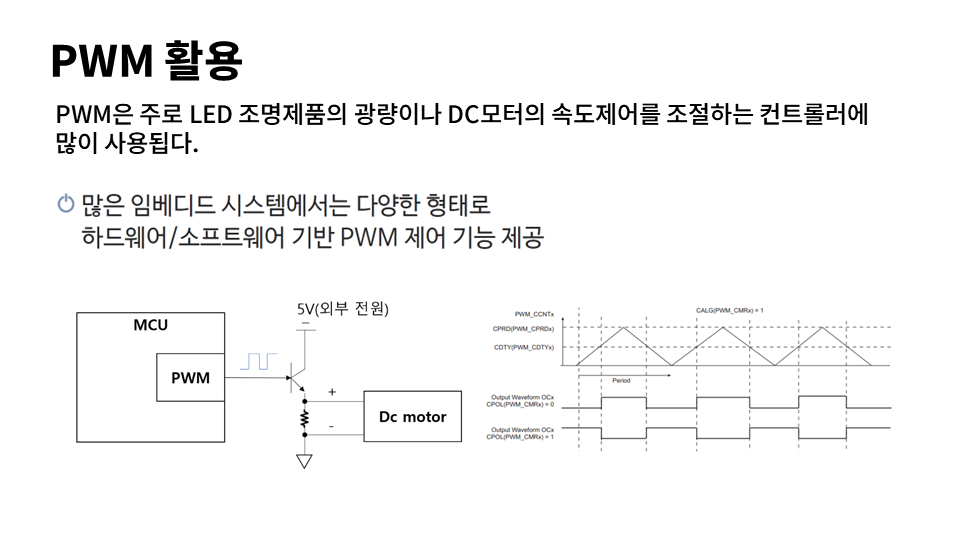 PWM 활용
PWM은 주로 LED 조명제품의 광량이나 DC모터의 속도제어를 조절하는 컨트롤러에
많이 사용됩다.
많은 임베디드 시스템에서는 다양한 형태로
하드웨어/소프트웨어 기반 PWM 제어 기능 제공
5V(외부 전원)
MCU
PWM
+
-
Dc motor
PWM_CCNTx
CALG(PWM_CMRx) = 1
CPRD(PWM_CPRDx)
CDTY(PWM_CDTYx)
Period
Output Waveform OCx
CPOL(PWM_CMRx) = 0
Output Waveform OCx
CPOL(PWM_CMRx) = 1